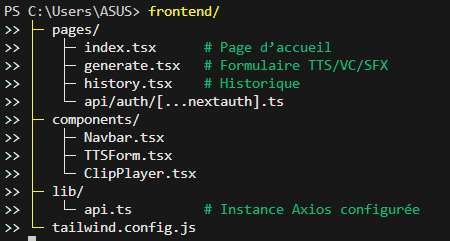 PS C:\Users\ASUS> frontend/
>> ├─ pages/
>> │  ├─ index.tsx      # Page d’accueil
>> │  ├─ generate.tsx   # Formulaire TTS/VC/SFX
>> │  ├─ history.tsx    # Historique
>> │  └─ api/auth/[...nextauth].ts
>> ├─ components/
>> │  ├─ Navbar.tsx
>> │  ├─ TTSForm.tsx
>> │  └─ ClipPlayer.tsx
>> ├─ lib/
>> │  └─ api.ts         # Instance Axios configurée
>> └─ tailwind.config.js